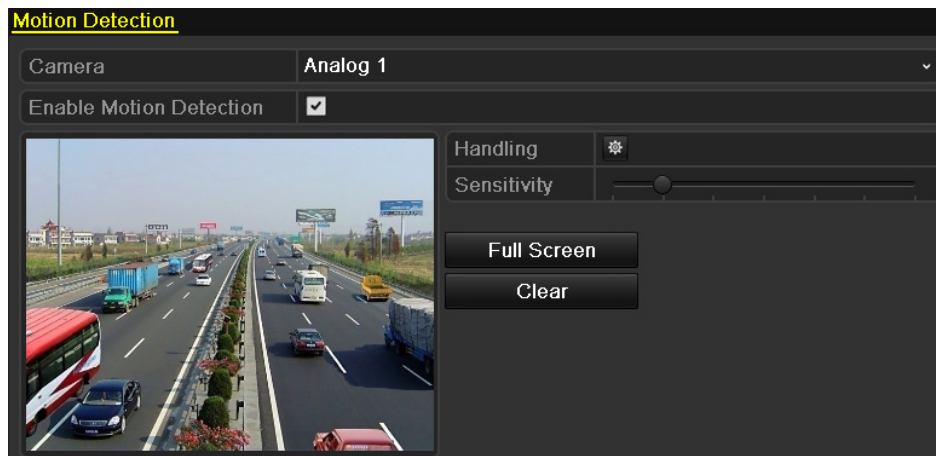 Motion Detection
Camera Analog 1
Enable Motion Detection
Handling
Sensitivity
Full Screen
Clear